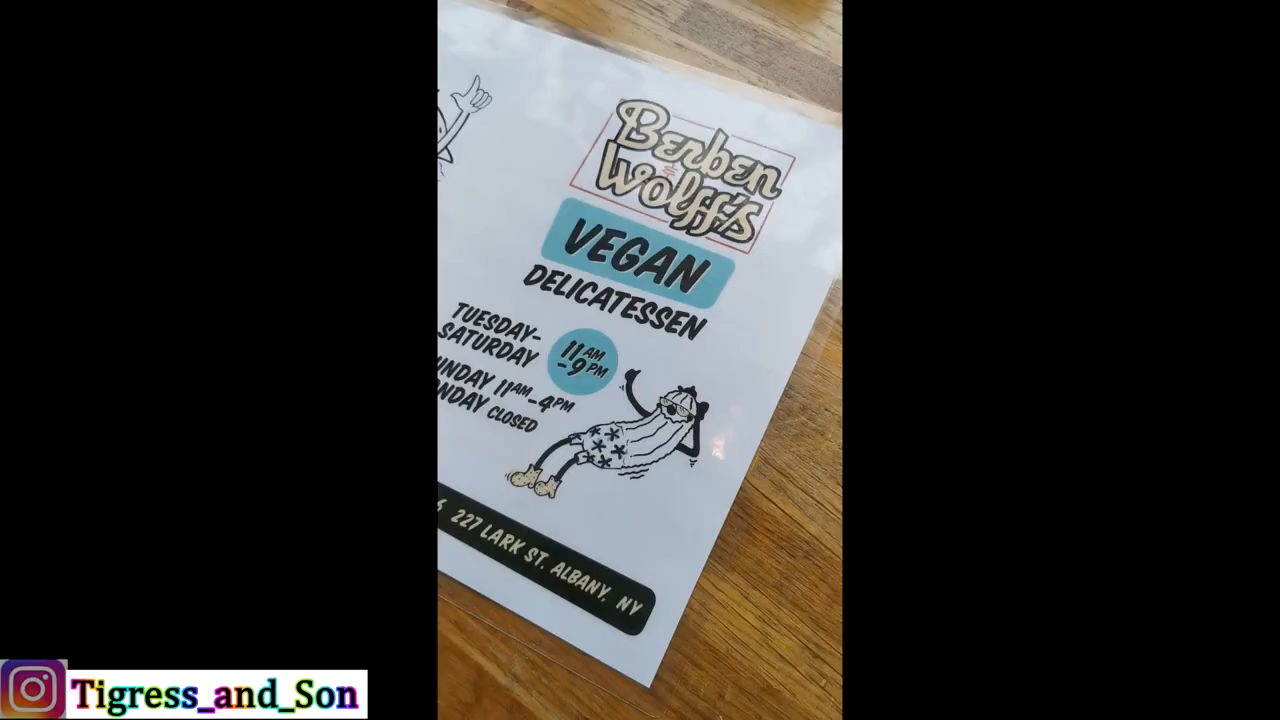 Berben
&
Wolff's
VEGAN
DELICATESSEN
TUESDAY-
SATURDAY
11AM
-9PM
UNDAY 11AM-4PM
NDAY CLOSED
6 227 LARK ST. ALBANY, NY
Tigress_and_Son